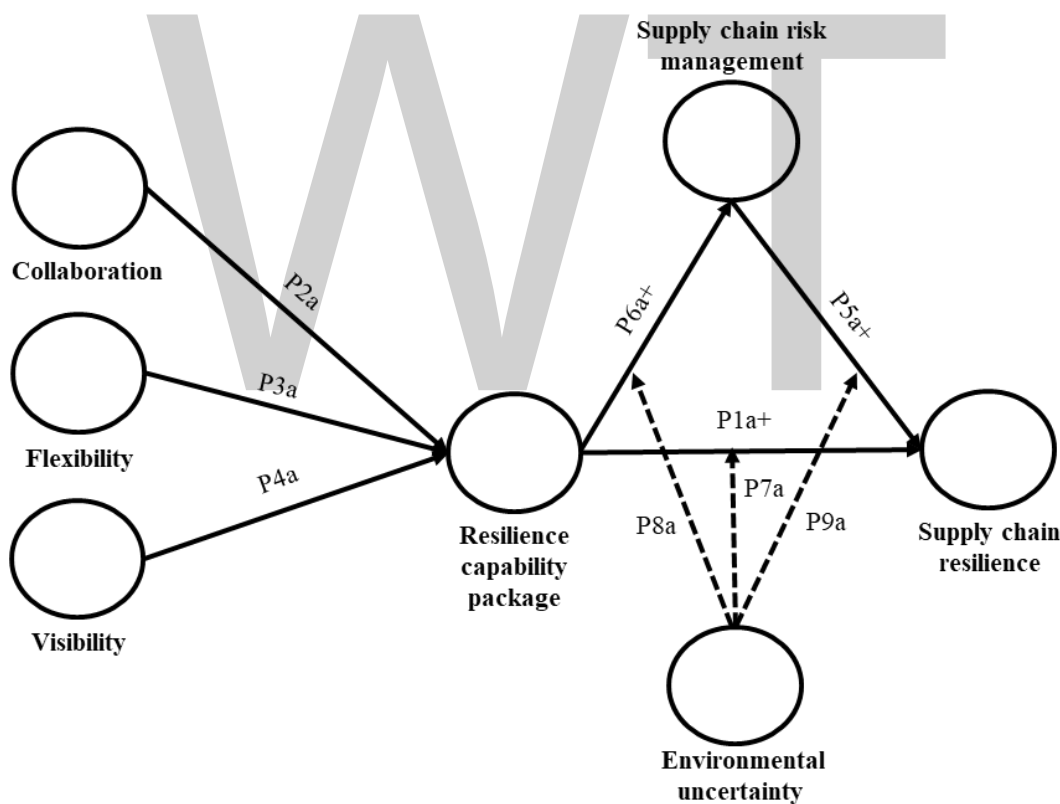 WT
Supply chain risk
management
Collaboration
P2a
P6a+
P5a+
Flexibility
P3a
P1a+
P4a
P7a
P8a
P9a
Visibility
Resilience
capability
package
Supply chain
resilience
Environmental
uncertainty